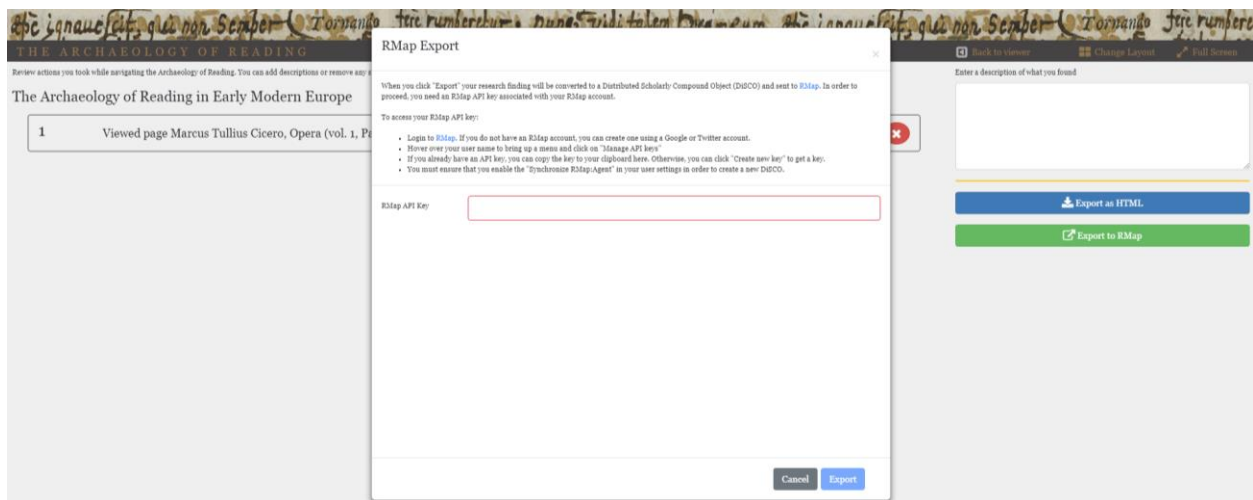 THE ARCHAEOLOGY OF READING
Back to viewer
Change Layout
Full Screen
Review actions you took while navigating the Archaeology of Reading. You can add descriptions or remove any
The Archaeology of Reading in Early Modern Europe
1 Viewed page Marcus Tullius Cicero, Opera (vol. 1,
RMap Export
When you click "Export" your research finding will be converted to a Distributed Scholarly Compound Object (DiSCO) and sent to RMap. In order to
proceed, you need an RMap API key associated with your RMap account.
To access your RMap API key:
Login to RMap. If you do not have an RMap account, you can create one using a Google or Twitter account.
Hover over your user name to bring up a menu and click on "Manage API keys"
If you already have an API key, you can copy the key to your clipboard here. Otherwise, you can click "Create new key" to get a key.
You must ensure that you enable the "Synchronize RMap:Agent" in your user settings in order to create a new DiSCO.
RMap API Key
Cancel
Export
Enter a description of what you found
Export as HTML
Export to RMap